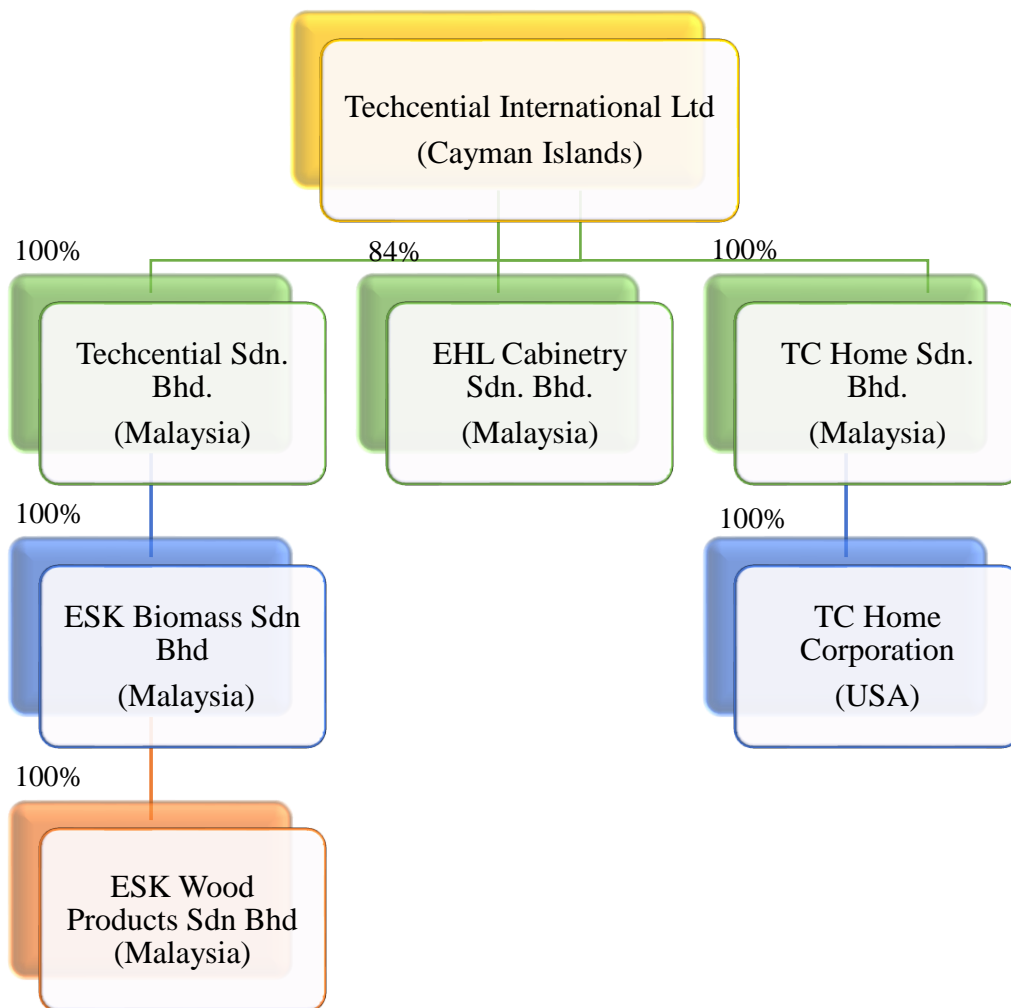 Techcential International Ltd
(Cayman Islands)
100%
84%
100%
Techcential Sdn.
Bhd.
(Malaysia)
EHL Cabinetry
Sdn. Bhd.
(Malaysia)
TC Home Sdn.
Bhd.
(Malaysia)
100%
100%
ESK Biomass Sdn
Bhd
(Malaysia)
TC Home
Corporation
(USA)
100%
ESK Wood
Products Sdn Bhd
(Malaysia)